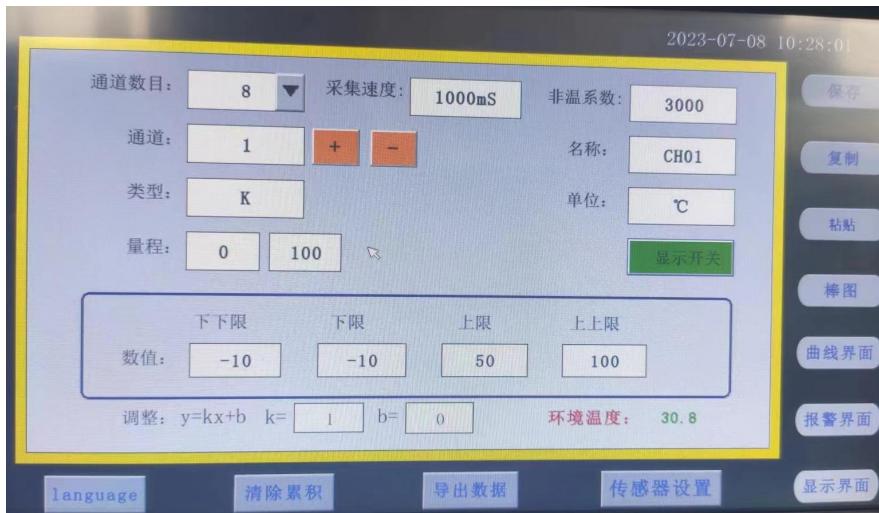 2023-07-08 10:28:01
通道数目: 8 采集速度: 1000mS 非温系数: 3000
保存
通道: 1 + - 名称: CH01
复制
类型: K 单位: ℃
粘贴
量程: 0 100 显示开关
棒图
下下限 下限 上限 上上限
数值: -10 -10 50 100
曲线界面
调整: y=kx+b k= 1 b= 0 环境温度: 30.8
报警界面
language 清除累积 导出数据 传感器设置 显示界面